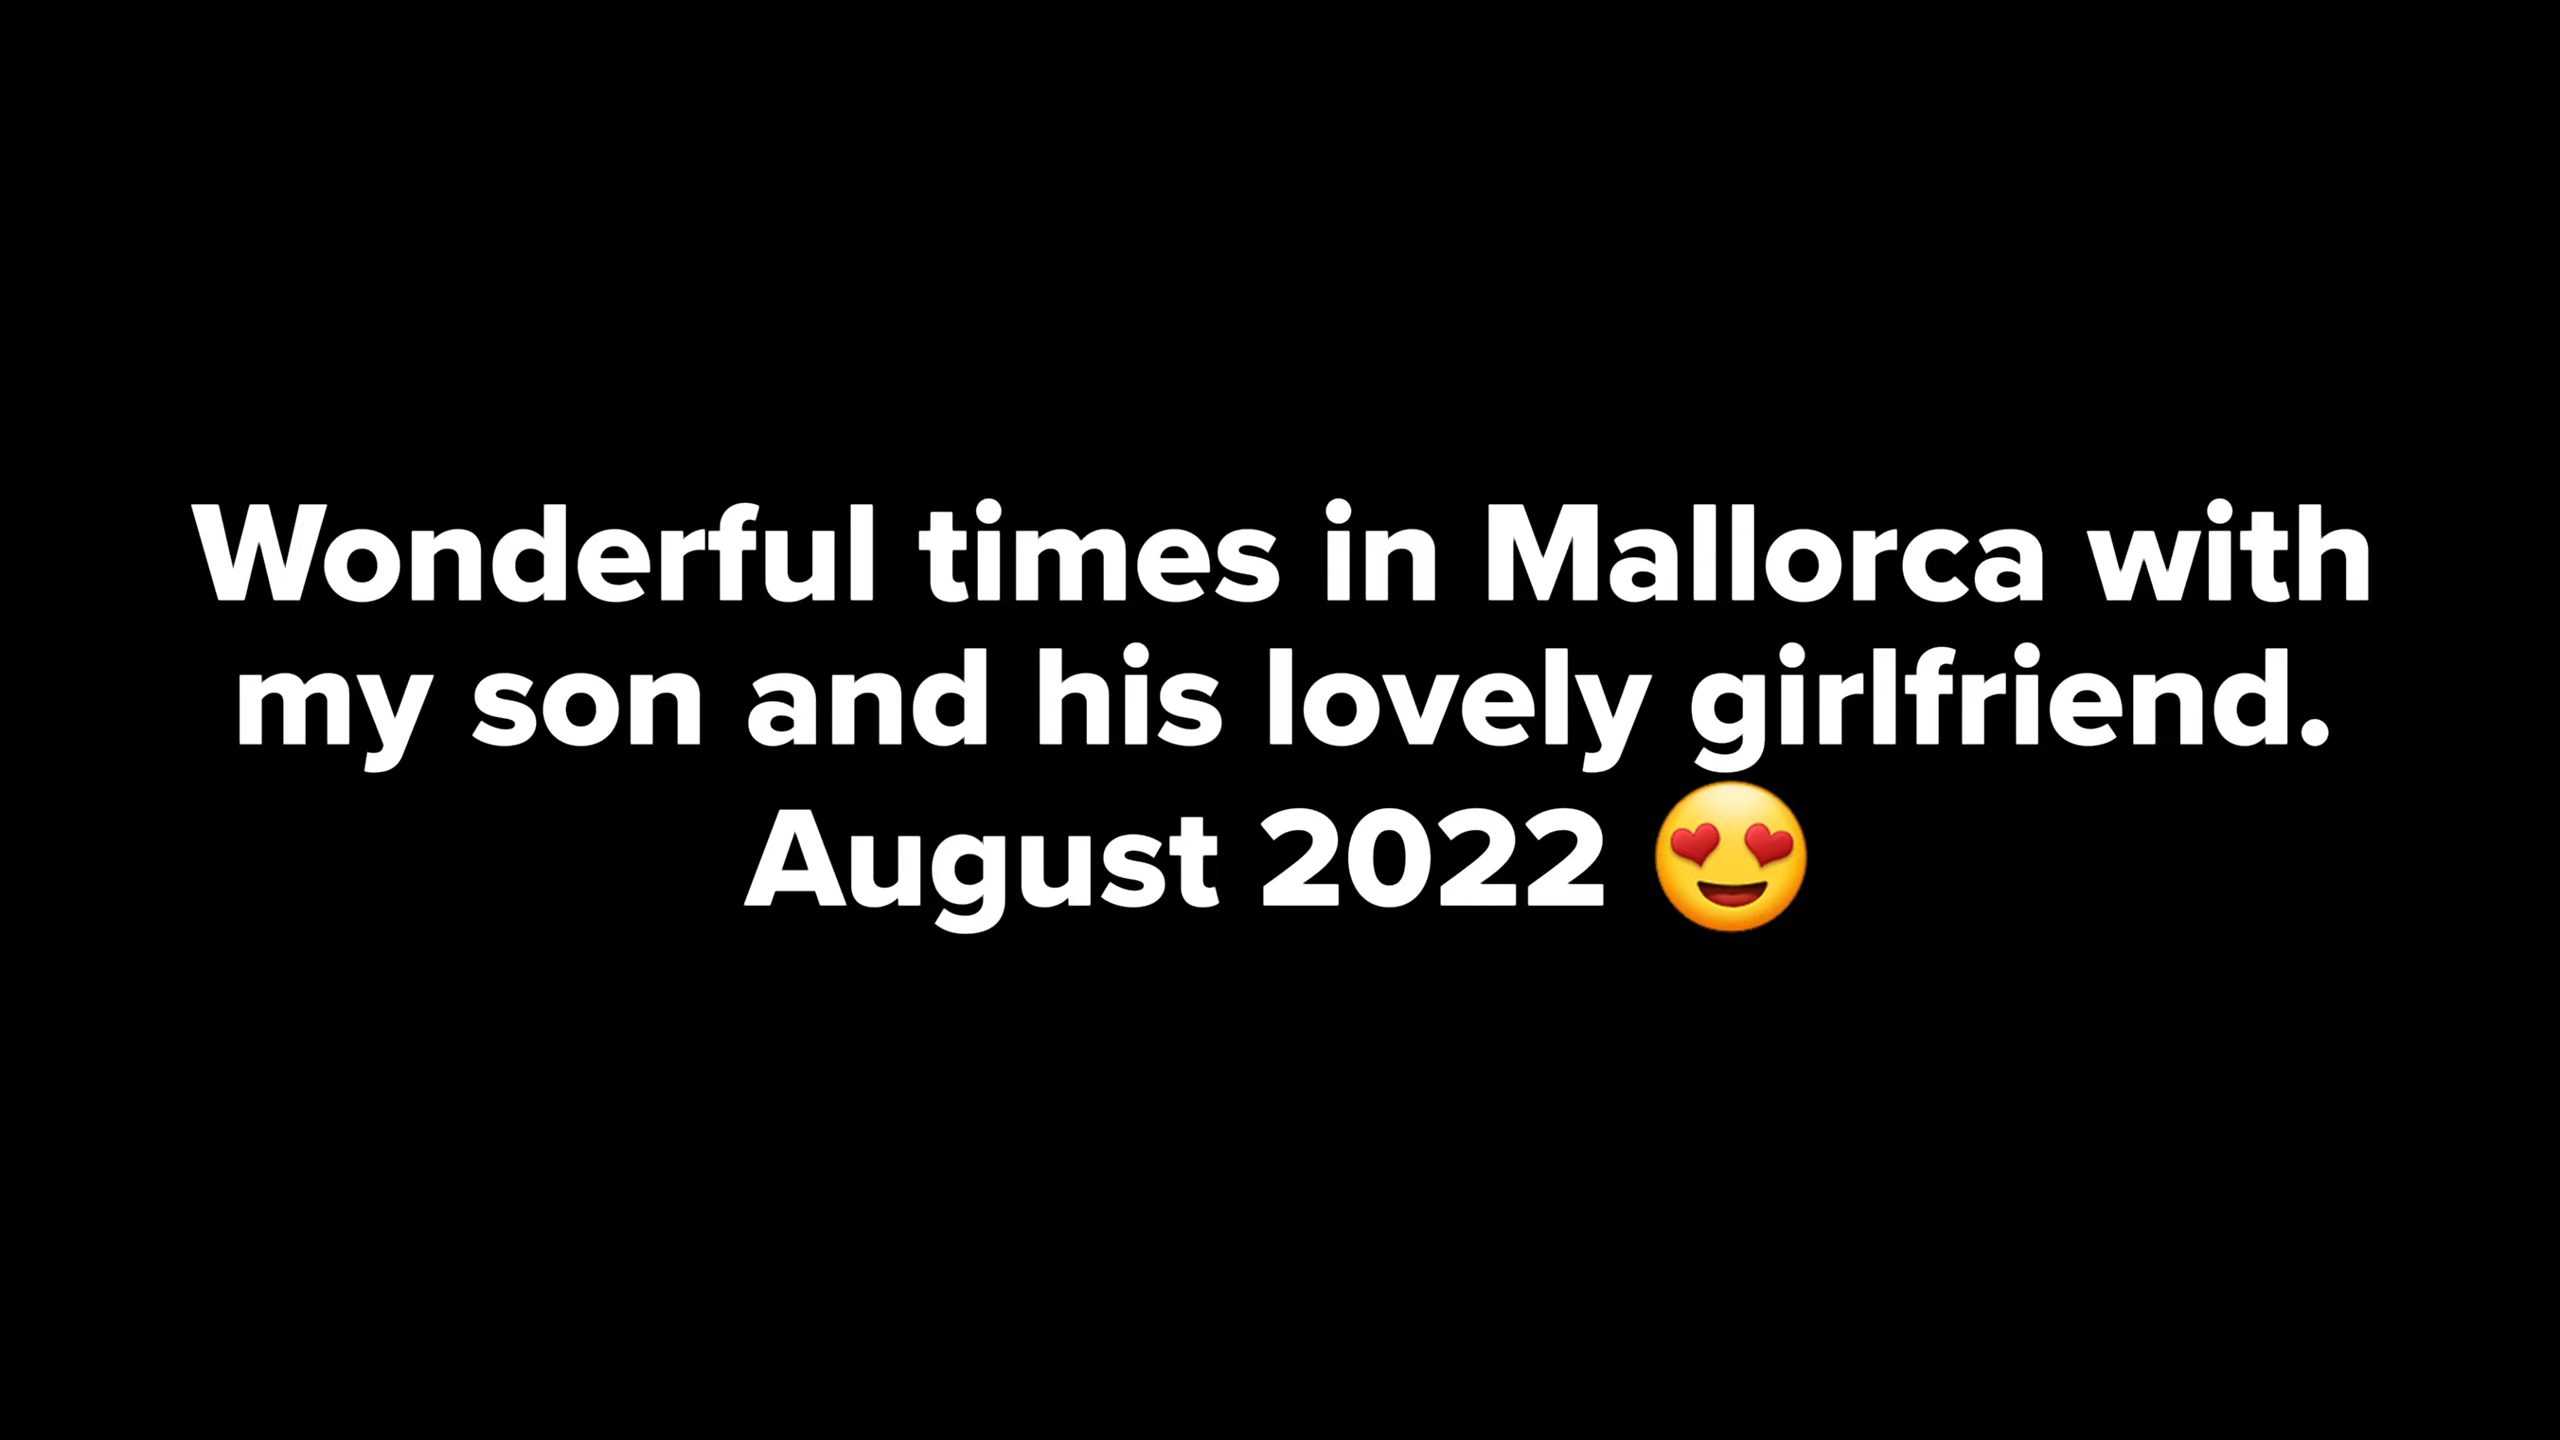 Wonderful times in Mallorca with
my son and his lovely girlfriend.
August 2022 😍